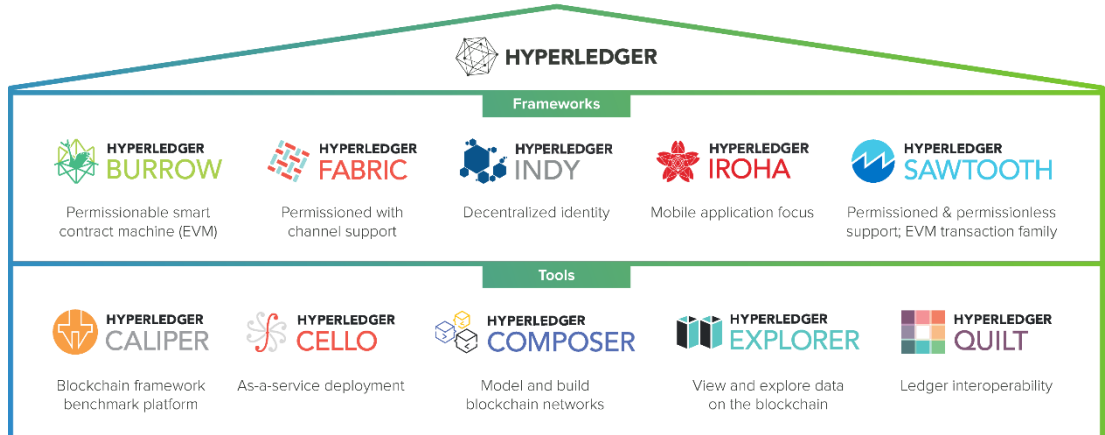 HYPERLEDGER
Frameworks
HYPERLEDGER
BURROW
Permissionable smart
contract machine (EVM)
HYPERLEDGER
FABRIC
Permissioned with
channel support
HYPERLEDGER
INDY
Decentralized identity
HYPERLEDGER
IROHA
Mobile application focus
HYPERLEDGER
SAWTOOTH
Permissioned & permissionless
support; EVM transaction family
Tools
HYPERLEDGER
CALIPER
Blockchain framework
benchmark platform
HYPERLEDGER
CELLO
As-a-service deployment
HYPERLEDGER
COMPOSER
Model and build
blockchain networks
HYPERLEDGER
EXPLORER
View and explore data
on the blockchain
HYPERLEDGER
QUILT
Ledger interoperability